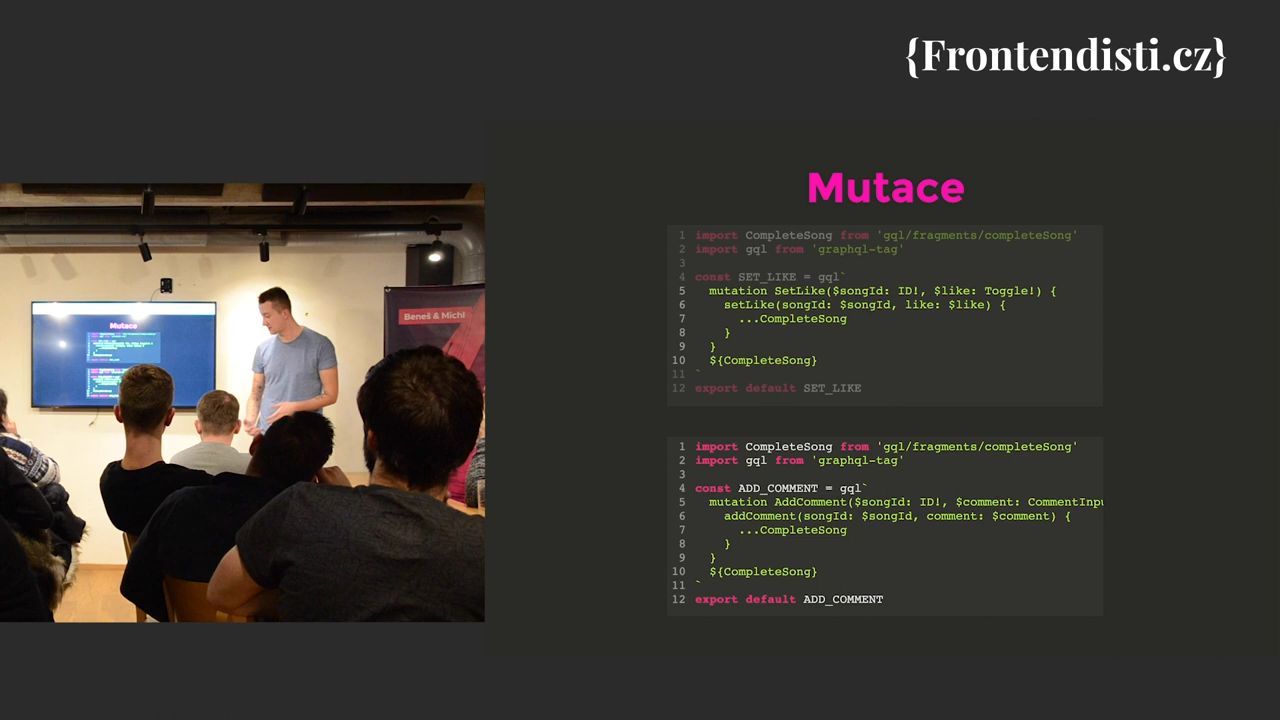 {Frontendisti.cz}
Mutace
Beneš & Michl
Mutace
1 import CompleteSong from 'gql/fragments/completeSong'
2 import gql from 'graphql-tag'
3
4 const SET_LIKE = gql`
5 mutation SetLike($songId: ID!, $like: Toggle!) {
6 setLike(songId: $songId, like: $like) {
7 ...CompleteSong
8 }
9 }
10 ${CompleteSong}
11 `
12 export default SET_LIKE
1 import CompleteSong from 'gql/fragments/completeSong'
2 import gql from 'graphql-tag'
3
4 const ADD_COMMENT = gql`
5 mutation AddComment($songId: ID!, $comment: CommentInpu
6 addComment(songId: $songId, comment: $comment) {
7 ...CompleteSong
8 }
9 }
10 ${CompleteSong}
11 `
12 export default ADD_COMMENT